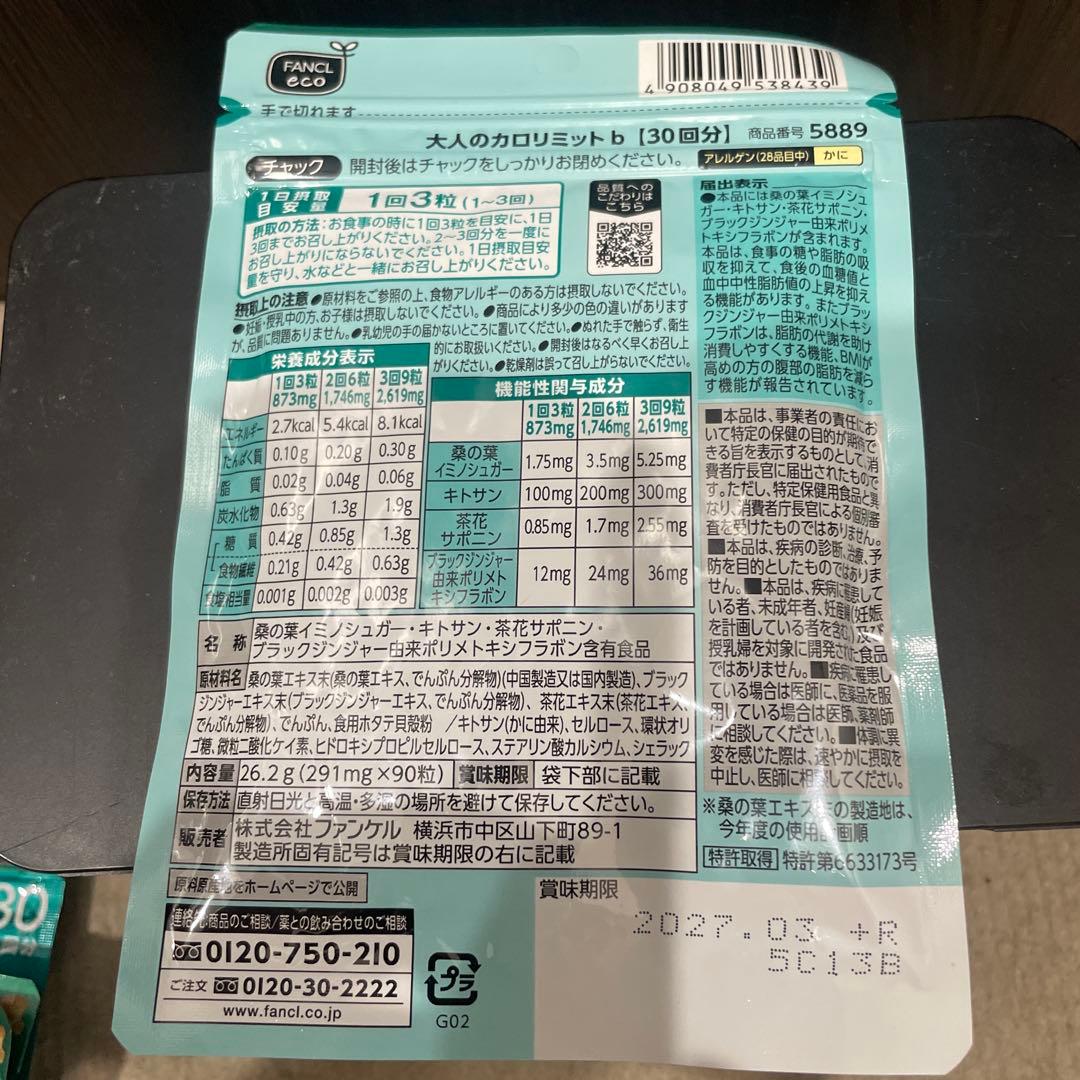 FANCL
eco
4 908049 538439
手で切れます
大人のカロリミット b【30回分】 商品番号 5889
チャック 開封後はチャックをしっかりお閉めください。
アレルゲン(28品目中) かに
1日摂取目安量 1回3粒(1～3回)
摂取の方法:お食事の時に1回3粒を目安に、1日
3回までお召し上がりください。2～3回分を一度に
お召し上がりにならないでください。1日摂取目安
量を守り、水などと一緒にお召し上がりください。
品質への
こだわりは
こちら
摂取上の注意 ●原材料をご参照の上、食物アレルギーのある方は摂取しないでください。
●妊娠・授乳中の方、お子様は摂取しないでください。●商品により多少の色の違いがあります
が、品質に問題ありません。●乳幼児の手の届かないところに置いてください。●ぬれた手で触らず、衛生
的にお取扱いください。●開封後はなるべく早くお召し上
がりください。●乾燥剤は誤って召し上がらないでください。
栄養成分表示
1回3粒 2回6粒 3回9粒
873mg 1,746mg 2,619mg
エネルギー 2.7kcal 5.4kcal 8.1kcal
たんぱく質 0.10g 0.20g 0.30g
脂質 0.02g 0.04g 0.06g
炭水化物 0.63g 1.3g 1.9g
糖質 0.42g 0.85g 1.3g
食物繊維 0.21g 0.42g 0.63g
食塩相当量 0.001g 0.002g 0.003g
機能性関与成分
1回3粒 2回6粒 3回9粒
873mg 1,746mg 2,619mg
桑の葉
イミノシュガー 1.75mg 3.5mg 5.25mg
キトサン 100mg 200mg 300mg
茶花
サポニン 0.85mg 1.7mg 2.55mg
ブラックジンジャー
由来ポリメト
キシフラボン 12mg 24mg 36mg
届出表示
●本品には桑の葉イミノシュ
ガー・キトサン・茶花サポニン・
ブラックジンジャー由来ポリメ
トキシフラボンが含まれます。
本品は、食事の糖や脂肪の吸
収を抑えて、食後の血糖値と
血中中性脂肪値の上昇を抑え
る機能があります。またブラッ
クジンジャー由来ポリメトキシ
フラボンは、脂肪の代謝を助け
消費しやすくする機能、BMIが
高めの方の腹部の脂肪を減ら
す機能が報告されています。
■本品は、事業者の責任にお
いて特定の保健の目的が期待で
きる旨を表示するものとして、消
費者庁長官に届出されたもので
す。ただし、特定保健用食品と異
なり、消費者庁長官による個別審
査を受けたものではありません。
■本品は、疾病の診断、治療、予
防を目的としたものではありま
せん。■本品は、疾病に罹患して
いる者、未成年者、妊産婦(妊娠
を計画している者を含む)及び
授乳婦を対象に開発された食品
ではありません。■疾病に罹患し
ている場合は医師に、医薬品を服
用している場合は医師、薬剤師
に相談してください。■体調に異
変を感じた際は、速やかに摂取を
中止し、医師に相談してください。
※桑の葉エキス末の製造地は、
今年度の使用計画順
特許取得 特許第6633173号
名称 桑の葉イミノシュガー・キトサン・茶花サポニン・
ブラックジンジャー由来ポリメトキシフラボン含有食品
原材料名 桑の葉エキス末(桑の葉エキス、でんぷん分解物)(中国製造又は国内製造)、ブラック
ジンジャーエキス末(ブラックジンジャーエキス、でんぷん分解物)、茶花エキス末(茶花エキス、
でんぷん分解物)、でんぷん、食用ホタテ貝殻粉 /キトサン(かに由来)、セルロース、環状オリ
ゴ糖、微粒二酸化ケイ素、ヒドロキシプロピルセルロース、ステアリン酸カルシウム、シェラック
内容量 26.2g(291mg×90粒) 賞味期限 袋下部に記載
保存方法 直射日光と高温・多湿の場所を避けて保存してください。
販売者 株式会社ファンケル 横浜市中区山下町89-1
製造所固有記号は賞味期限の右に記載
原料原産地をホームページで公開
賞味期限
2027.03 +R
5C13B
連絡先 商品のご相談/薬との飲み合わせのご相談
0120-750-210
ご注文 0120-30-2222
www.fancl.co.jp
プラ
G02
30
回分